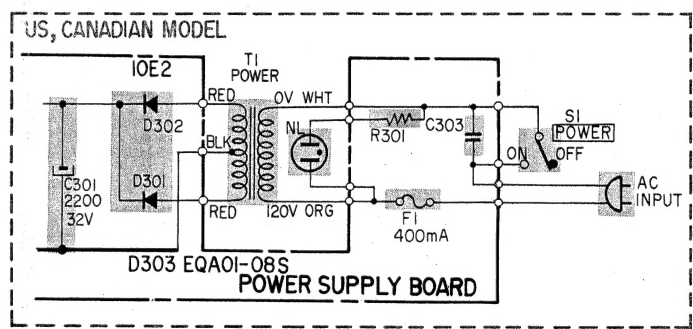 US, CANADIAN MODEL
10E2
T1
POWER
RED
0V WHT
D302
BLK
N1
R301
C303
S1
POWER
ON
OFF
C301
2200
32V
D301
RED
120V ORG
F1
400mA
AC
INPUT
D303 EQA01-08S
POWER SUPPLY BOARD